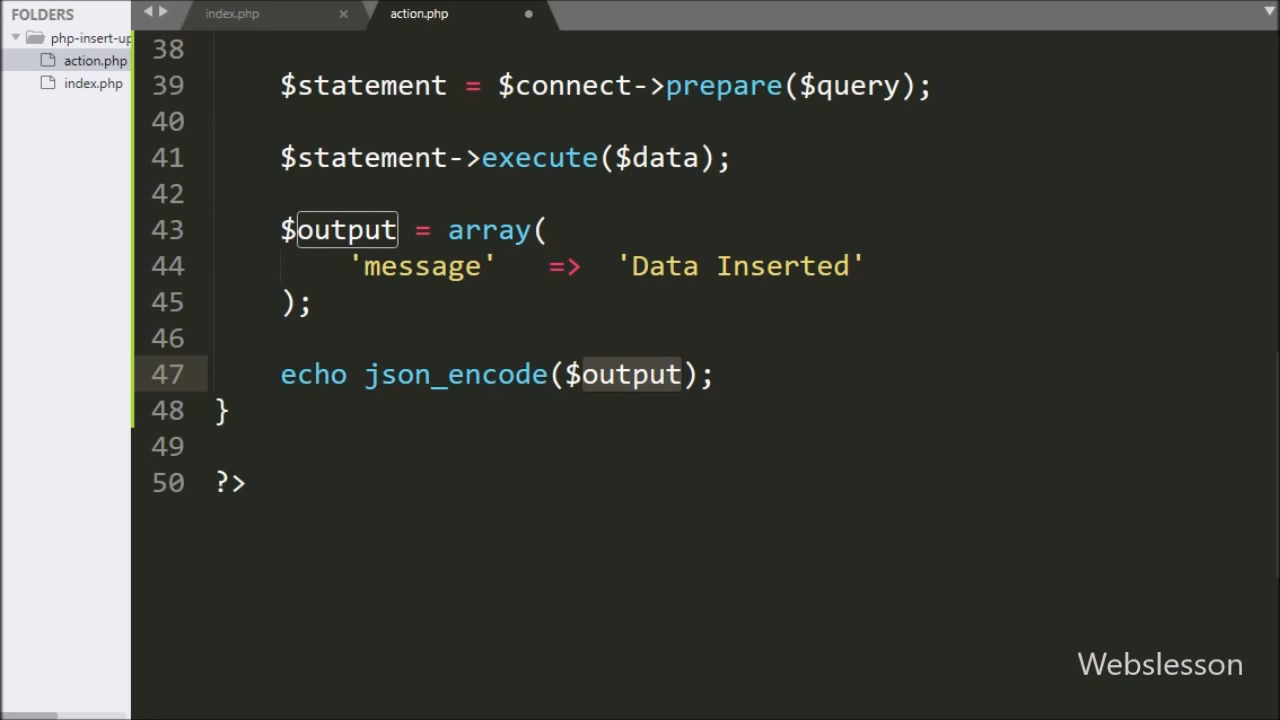 FOLDERS
php-insert-up
action.php
index.php
index.php
action.php
38
39 $statement = $connect->prepare($query);
40
41 $statement->execute($data);
42
43 $output = array(
44 'message' => 'Data Inserted'
45 );
46
47 echo json_encode($output);
48 }
49
50 ?>
Webslesson